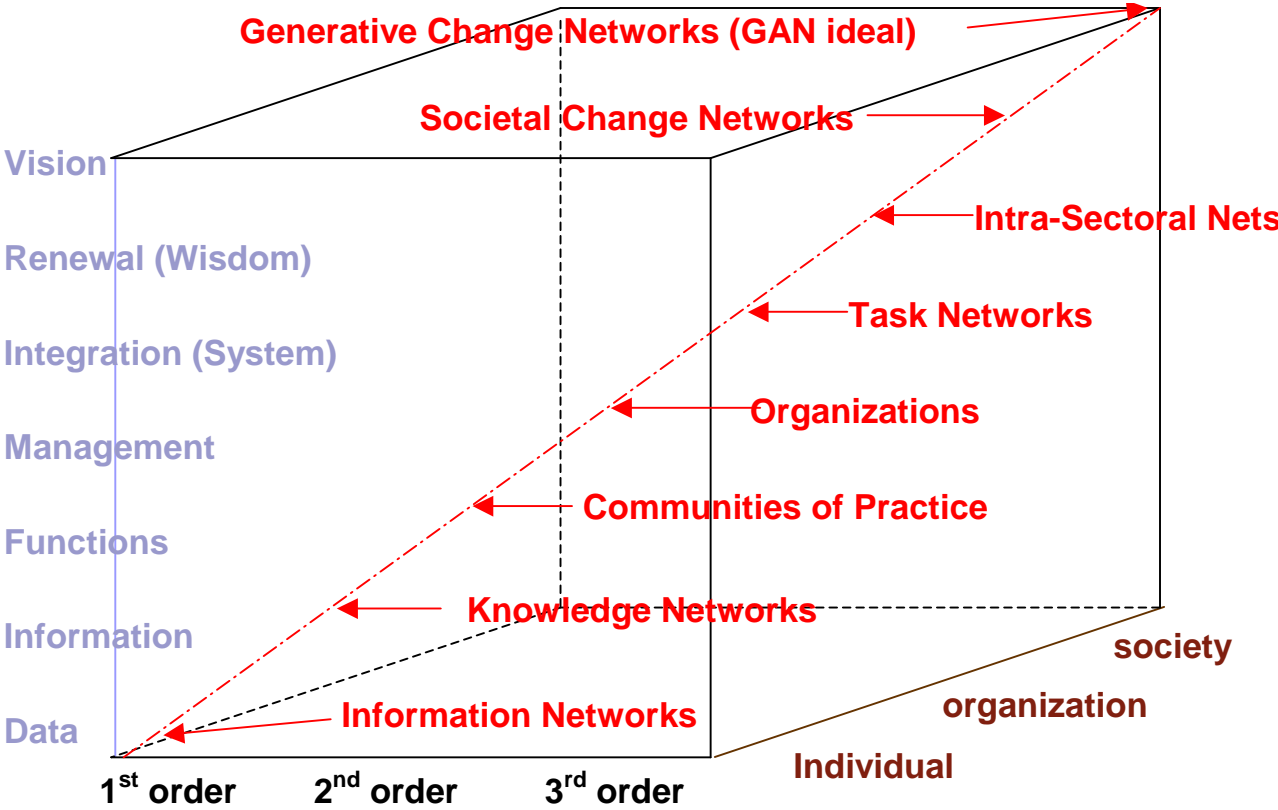 Generative Change Networks (GAN ideal)
Societal Change Networks
Vision
Intra-Sectoral Nets
Renewal (Wisdom)
Task Networks
Integration (System)
Organizations
Management
Communities of Practice
Functions
Knowledge Networks
Information
society
Information Networks
organization
Data
Individual
1st order 2nd order 3rd order